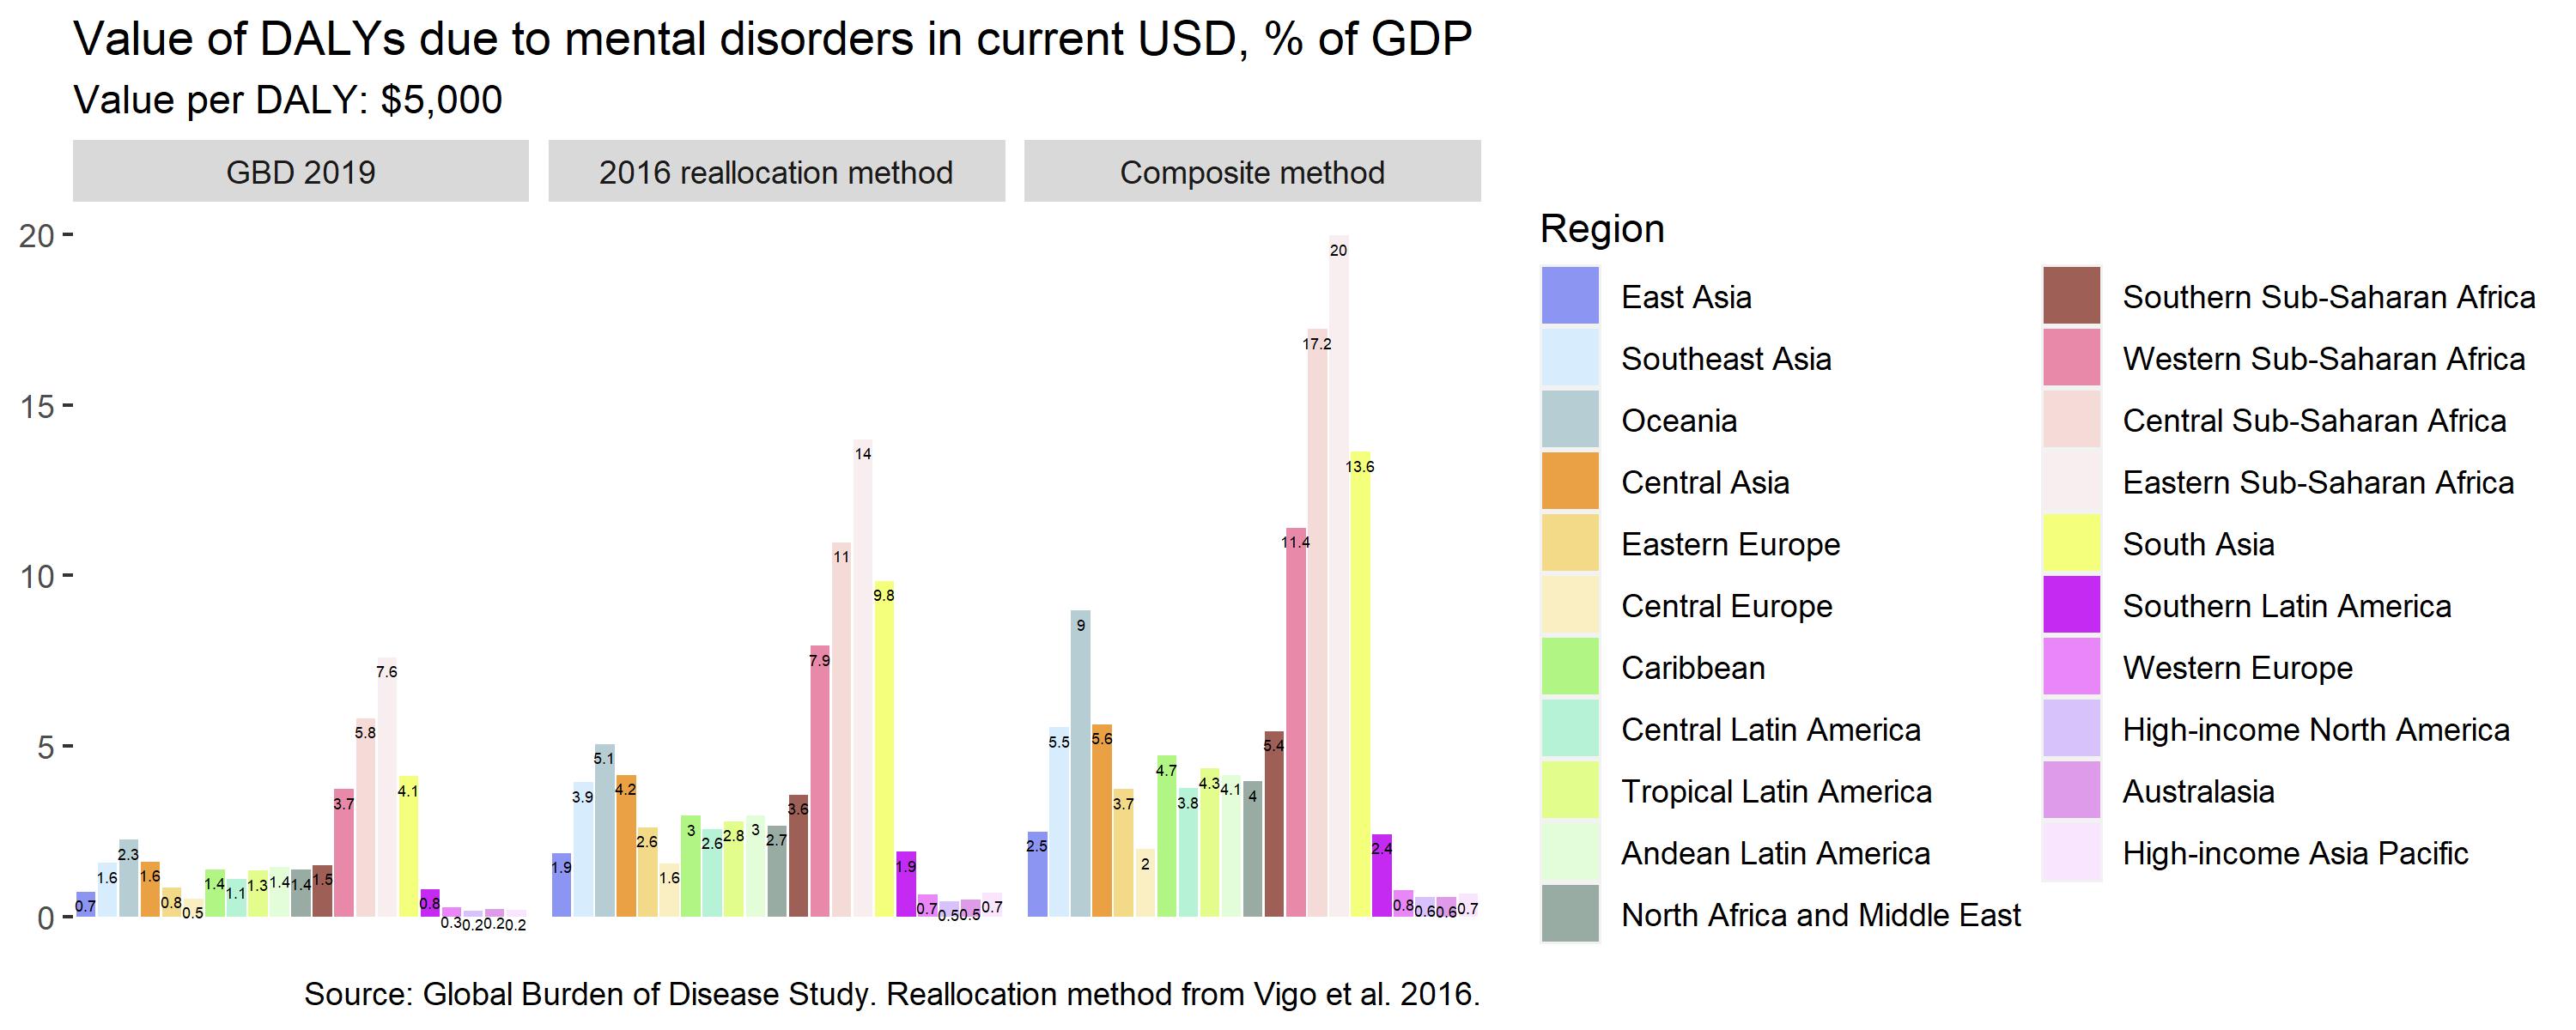 Value of DALYs due to mental disorders in current USD, % of GDP
Value per DALY: $5,000
GBD 2019
2016 reallocation method
Composite method
20
15
10
5
0
0.7
1.6
2.3
1.6
0.8
0.5
1.4
1.1
1.3
1.4
1.4
1.5
3.7
5.8
7.6
4.1
0.8
0.3
0.2
0.2
0.2
1.9
3.9
5.1
4.2
2.6
1.6
3
2.6
2.8
3
2.7
3.6
7.9
11
14
9.8
1.9
0.7
0.5
0.5
0.7
2.5
5.5
9
5.6
3.7
2
4.7
3.8
4.3
4.1
4
5.4
11.4
17.2
20
13.6
2.4
0.8
0.6
0.6
0.7
Region
East Asia
Southeast Asia
Oceania
Central Asia
Eastern Europe
Central Europe
Caribbean
Central Latin America
Tropical Latin America
Andean Latin America
North Africa and Middle East
Southern Sub-Saharan Africa
Western Sub-Saharan Africa
Central Sub-Saharan Africa
Eastern Sub-Saharan Africa
South Asia
Southern Latin America
Western Europe
High-income North America
Australasia
High-income Asia Pacific
Source: Global Burden of Disease Study. Reallocation method from Vigo et al. 2016.